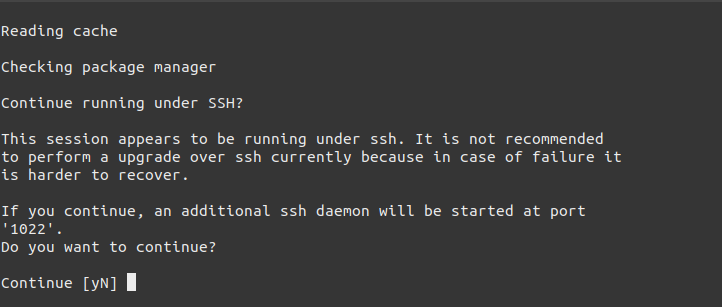 Reading cache
Checking package manager
Continue running under SSH?
This session appears to be running under ssh. It is not recommended
to perform a upgrade over ssh currently because in case of failure it
is harder to recover.
If you continue, an additional ssh daemon will be started at port
'1022'.
Do you want to continue?
Continue [yN]